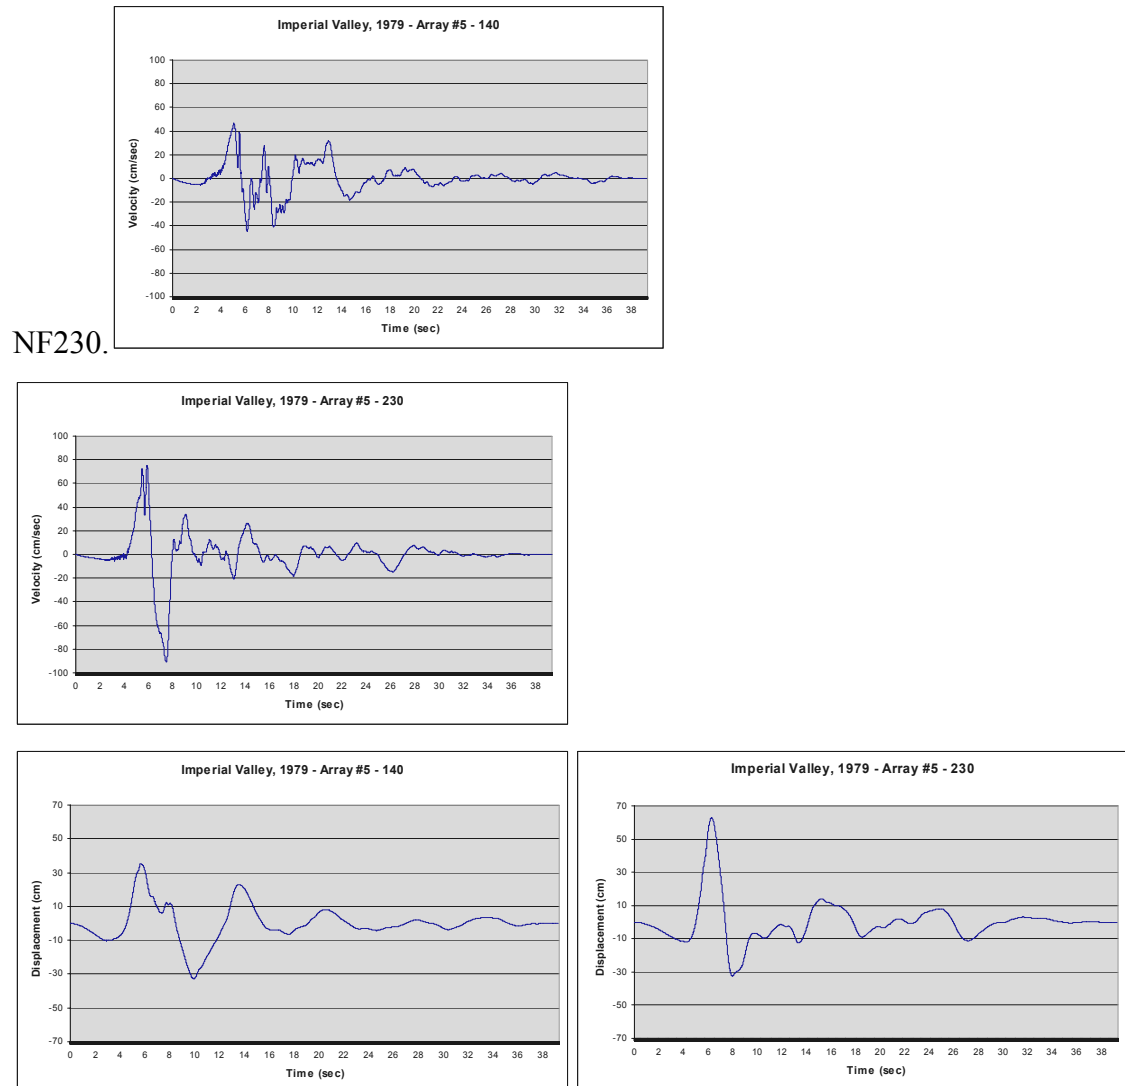 Imperial Valley, 1979 - Array #5 - 140
100
80
60
40
20
0
-20
-40
-60
-80
-100
Velocity (cm/sec)
0 2 4 6 8 10 12 14 16 18 20 22 24 26 28 30 32 34 36 38
Time (sec)
NF230.
Imperial Valley, 1979 - Array #5 - 230
100
80
60
40
20
0
-20
-40
-60
-80
-100
Velocity (cm/sec)
0 2 4 6 8 10 12 14 16 18 20 22 24 26 28 30 32 34 36 38
Time (sec)
Imperial Valley, 1979 - Array #5 - 140
70
50
30
10
-10
-30
-50
-70
Displacement (cm)
0 2 4 6 8 10 12 14 16 18 20 22 24 26 28 30 32 34 36 38
Time (sec)
Imperial Valley, 1979 - Array #5 - 230
70
50
30
10
-10
-30
-50
-70
Displacement (cm)
0 2 4 6 8 10 12 14 16 18 20 22 24 26 28 30 32 34 36 38
Time (sec)